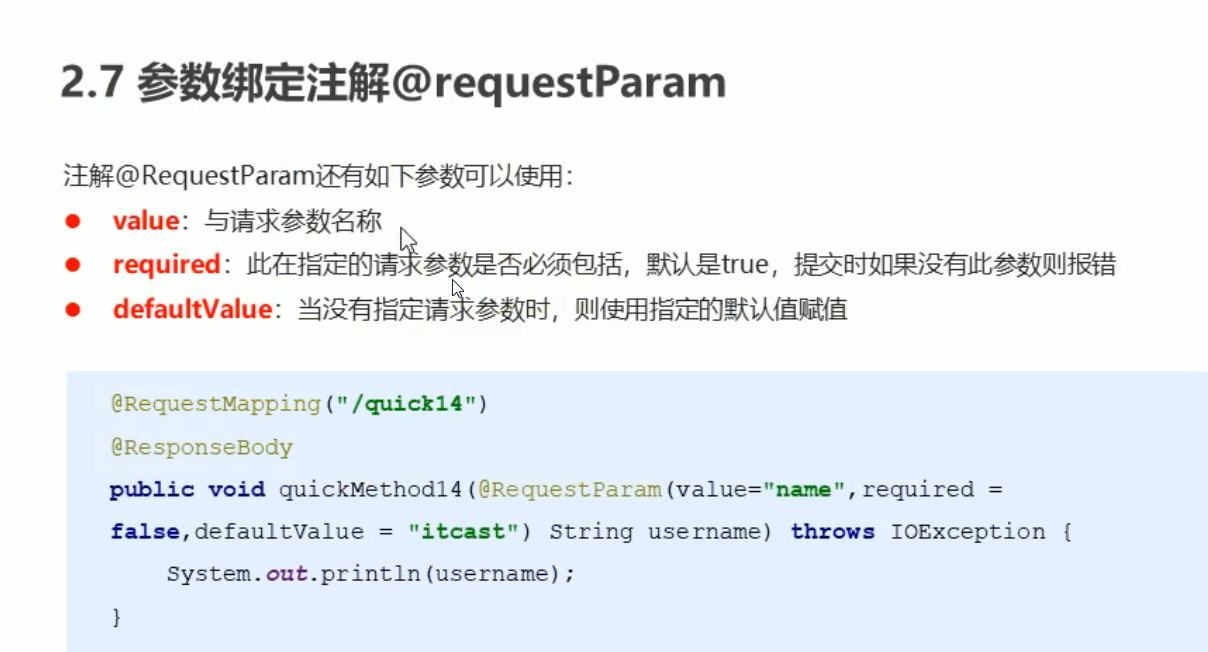 2.7 参数绑定注解@requestParam
注解@RequestParam还有如下参数可以使用：
● value：与请求参数名称
● required：此在指定的请求参数是否必须包括，默认是true，提交时如果没有此参数则报错
● defaultValue：当没有指定请求参数时，则使用指定的默认值赋值
@RequestMapping("/quick14")
@ResponseBody
public void quickMethod14(@RequestParam(value="name",required =
false,defaultValue = "itcast") String username) throws IOException {
    System.out.println(username);
}